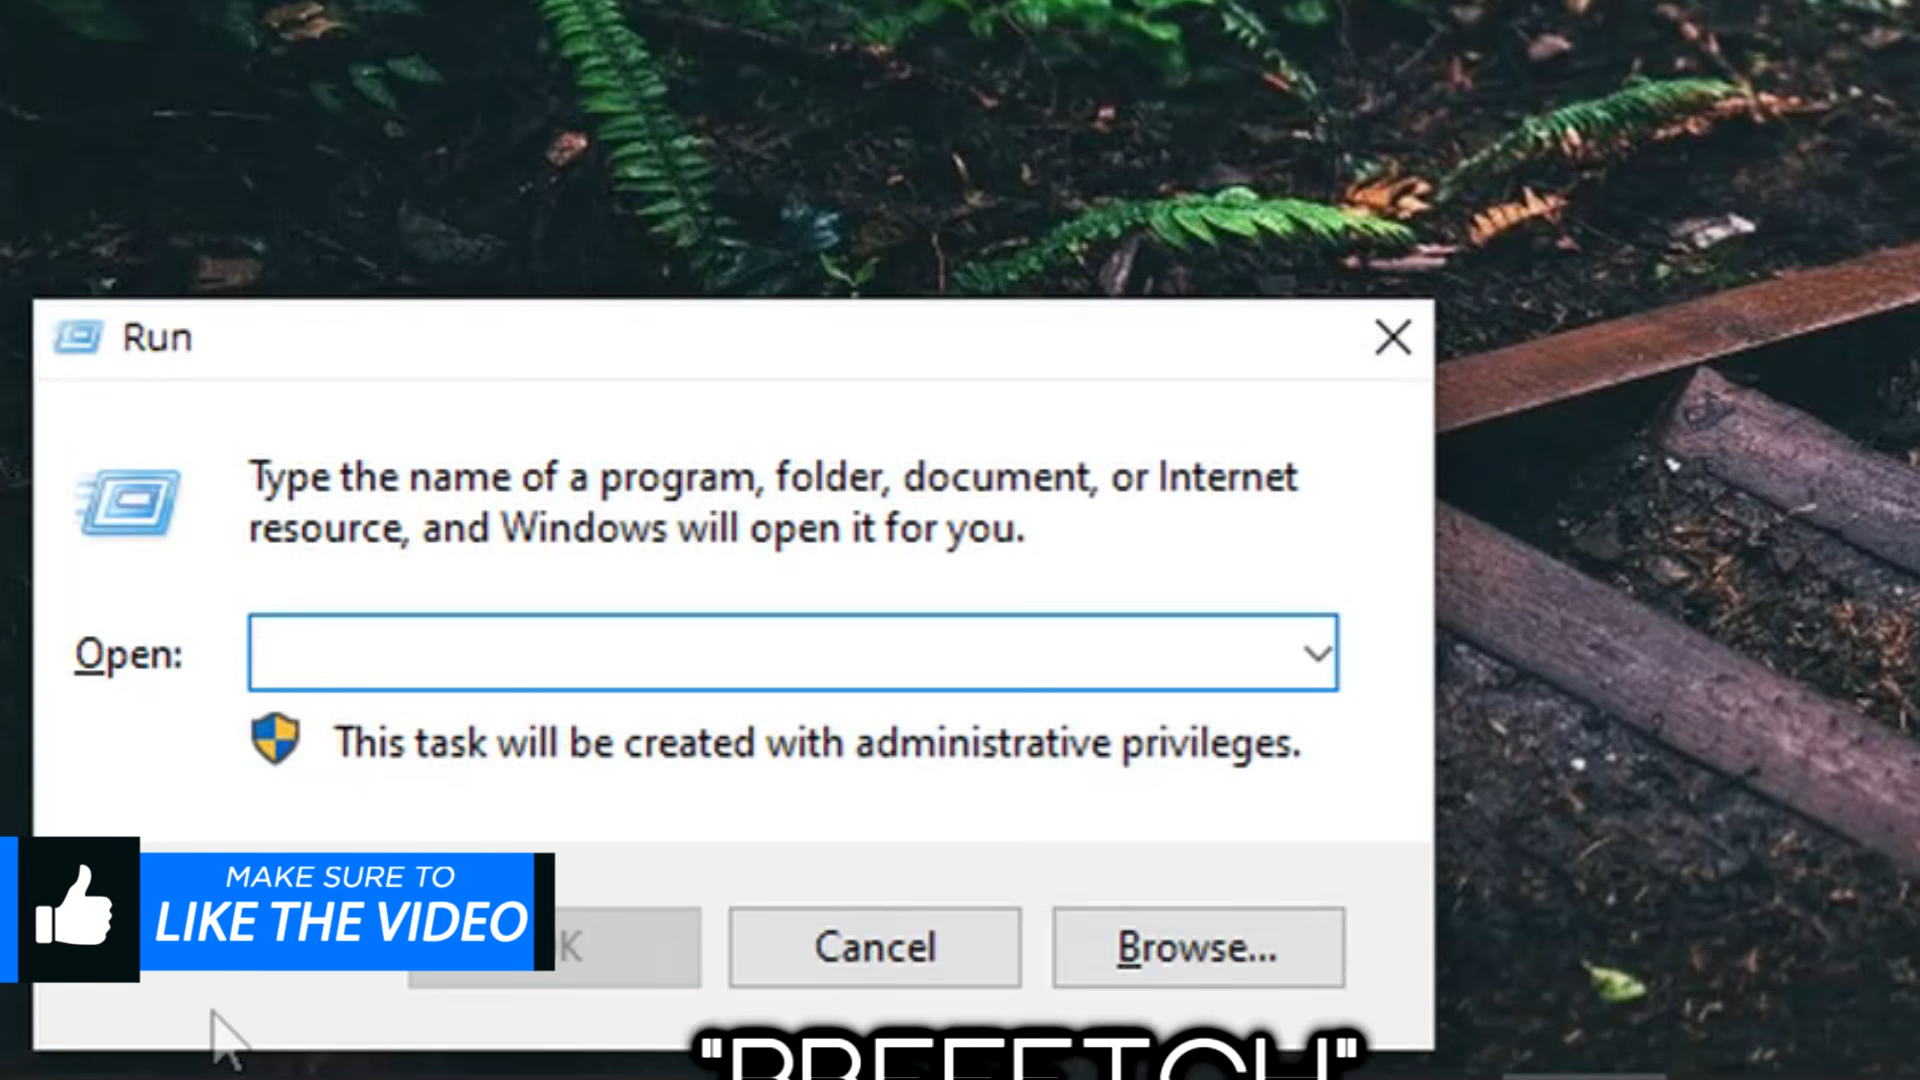 Run
Type the name of a program, folder, document, or Internet
resource, and Windows will open it for you.
Open:
This task will be created with administrative privileges.
MAKE SURE TO
LIKE THE VIDEO
K
Cancel
Browse...
"PREFETCH"